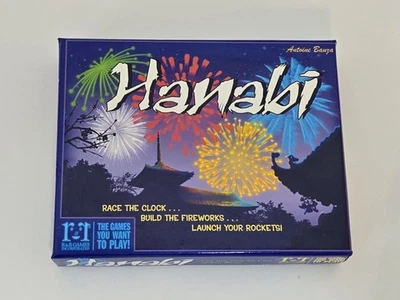 Antoine Bauza
Hanabi
RACE THE CLOCK...
BUILD THE FIREWORKS...
LAUNCH YOUR ROCKETS!
R&R GAMES
THE GAMES
YOU WANT
TO PLAY!
Hanabi